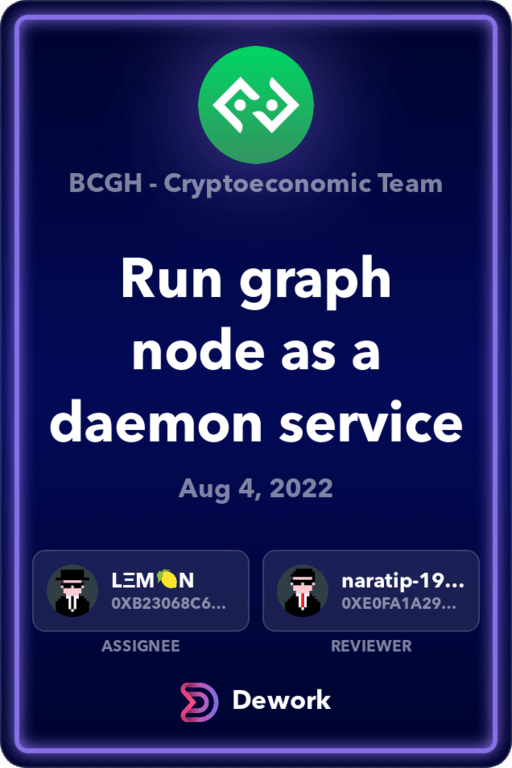 BCGH - Cryptoeconomic Team
Run graph
node as a
daemon service
Aug 4, 2022
LΞM🍋N
0XB23068C6...
ASSIGNEE
naratip-19...
0XE0FA1A29...
REVIEWER
Dework